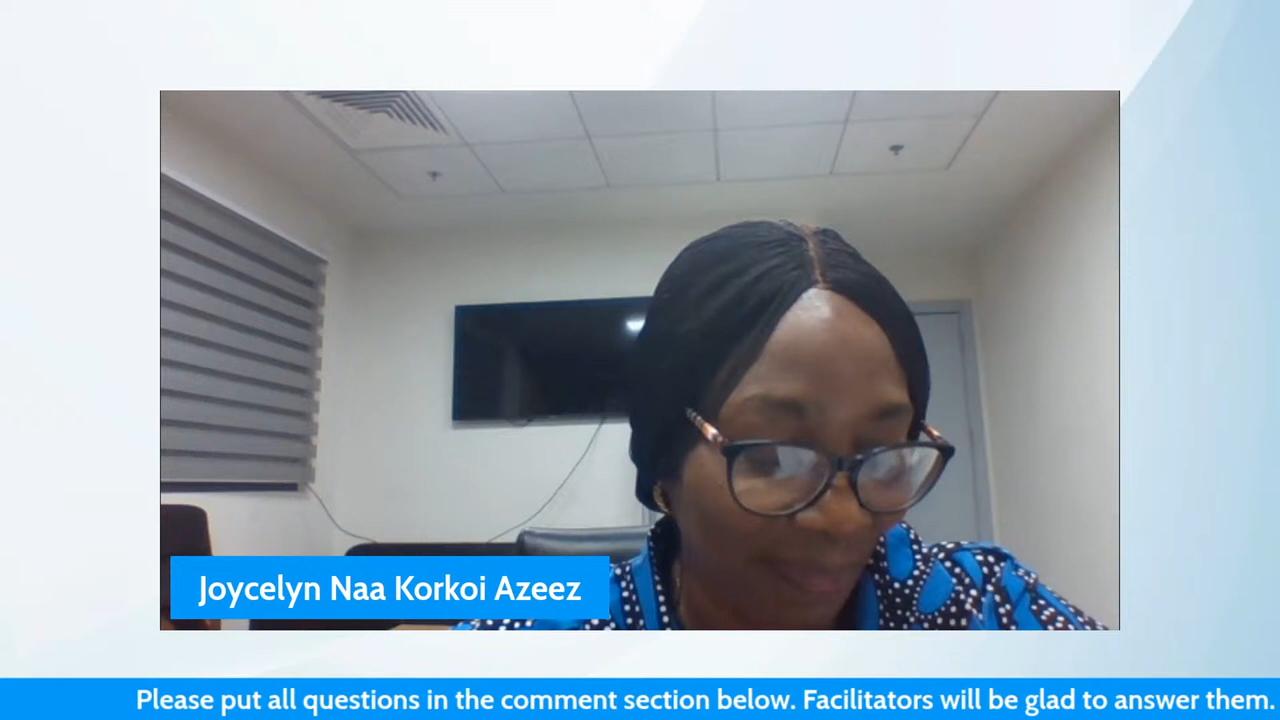 Joycelyn Naa Korkoi Azeez
Please put all questions in the comment section below. Facilitators will be glad to answer them.